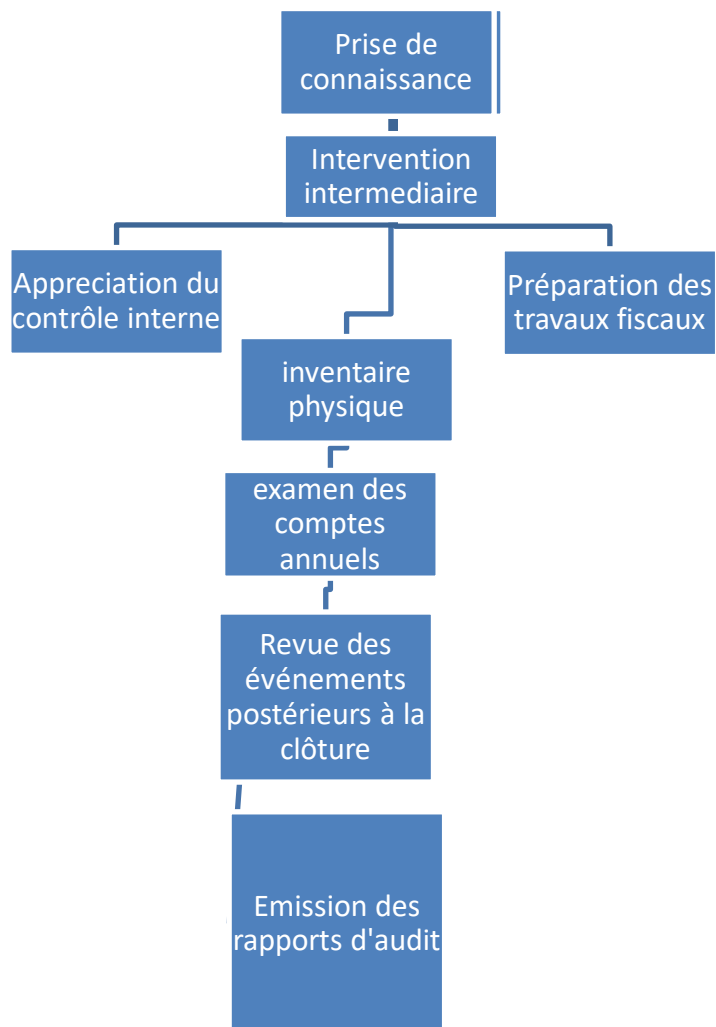 Prise de
connaissance
Intervention
intermediaire
Appreciation du
contrôle interne
Préparation des
travaux fiscaux
inventaire
physique
examen des
comptes
annuels
Revue des
événements
postérieurs à la
clôture
Emission des
rapports d'audit